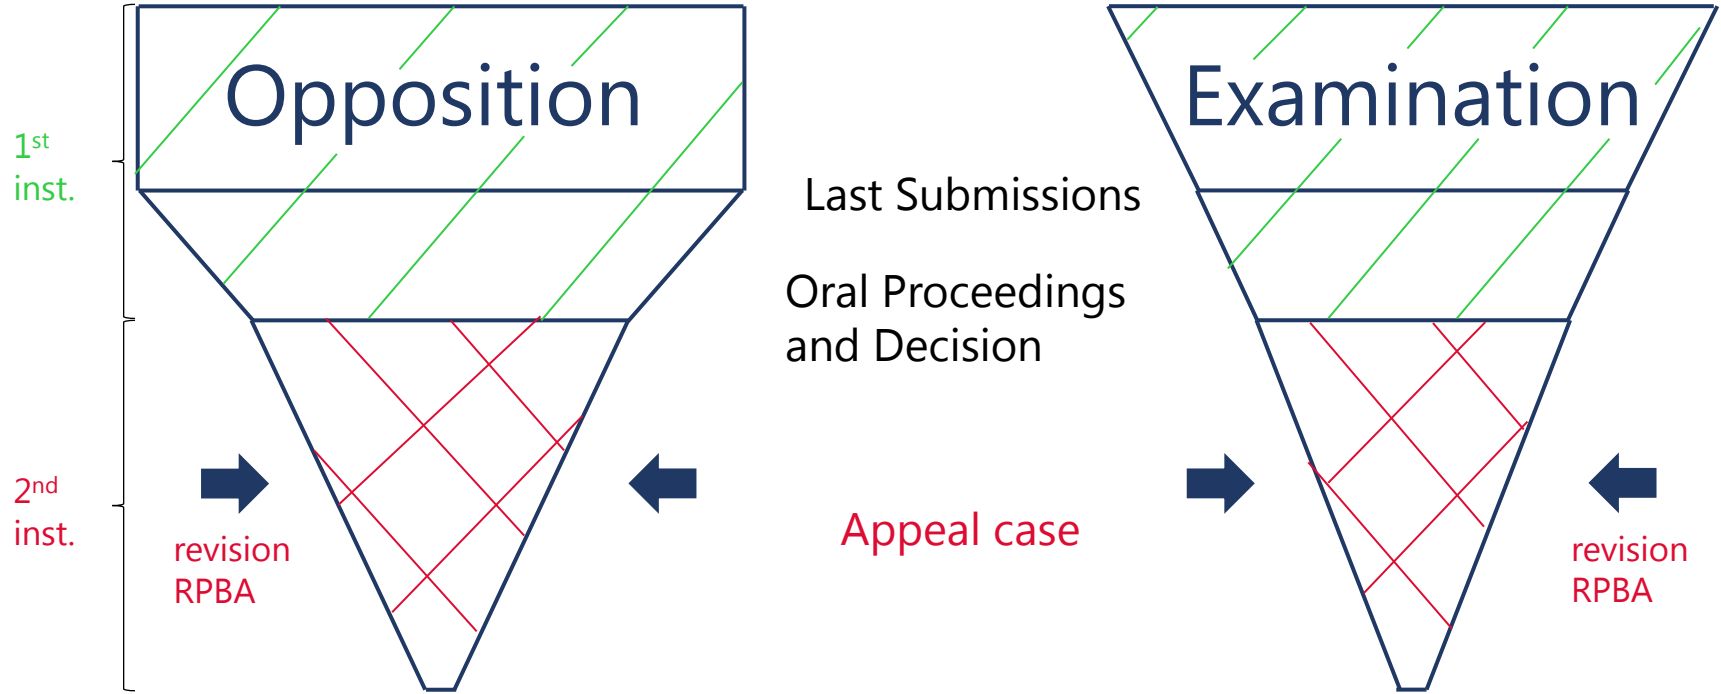 Opposition
Examination
1st
inst.
Last Submissions
Oral Proceedings
and Decision
2nd
inst.
Appeal case
revision
RPBA
revision
RPBA